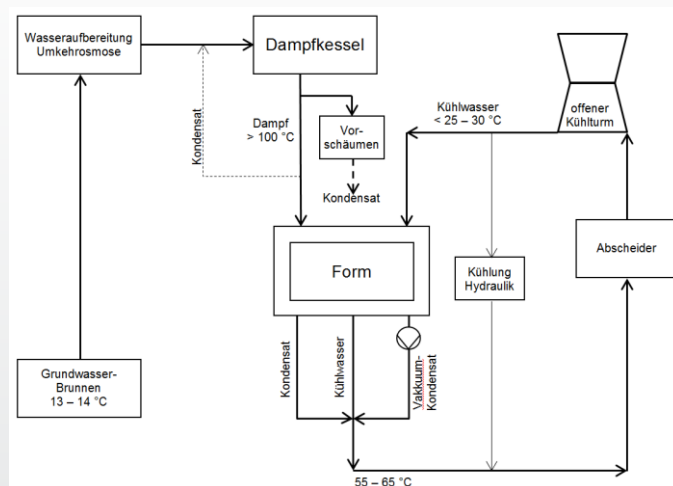 Wasseraufbereitung
Umkehrosmose
Dampfkessel
Kondensat
Dampf
> 100 °C
Vor-
schäumen
Kondensat
Kühlwasser
< 25 – 30 °C
offener
Kühlturm
Form
Kühlung
Hydraulik
Abscheider
Grundwasser-
Brunnen
13 – 14 °C
Kondensat
Kühlwasser
Vakkuum-
Kondensat
55 – 65 °C